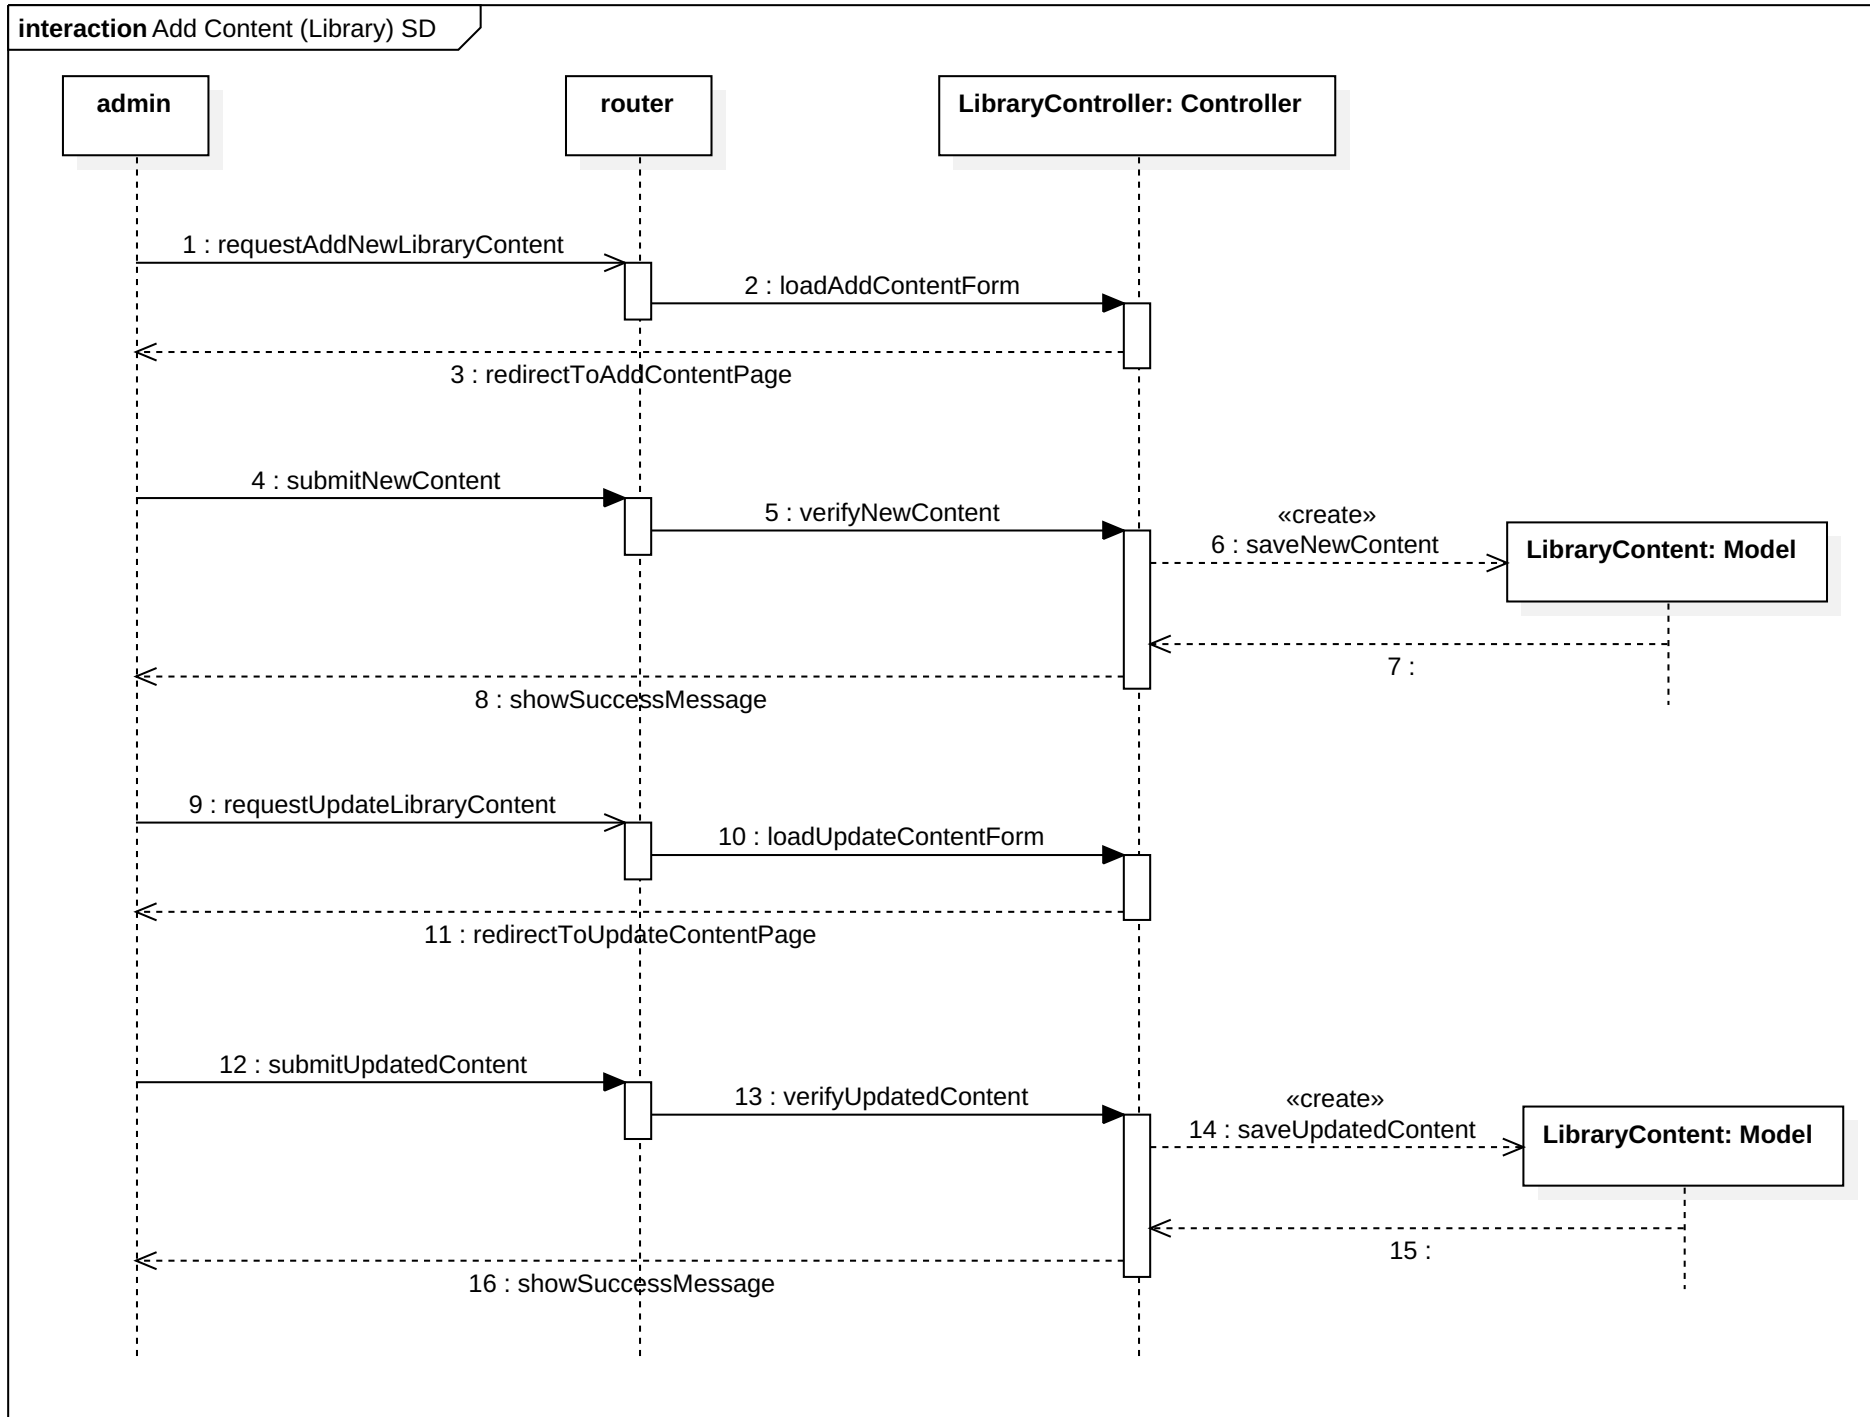 interaction Add Content (Library) SD
admin
router
LibraryController: Controller
1 : requestAddNewLibraryContent
2 : loadAddContentForm
3 : redirectToAddContentPage
4 : submitNewContent
5 : verifyNewContent
«create»
6 : saveNewContent
LibraryContent: Model
7 :
8 : showSuccessMessage
9 : requestUpdateLibraryContent
10 : loadUpdateContentForm
11 : redirectToUpdateContentPage
12 : submitUpdatedContent
13 : verifyUpdatedContent
«create»
14 : saveUpdatedContent
LibraryContent: Model
15 :
16 : showSuccessMessage